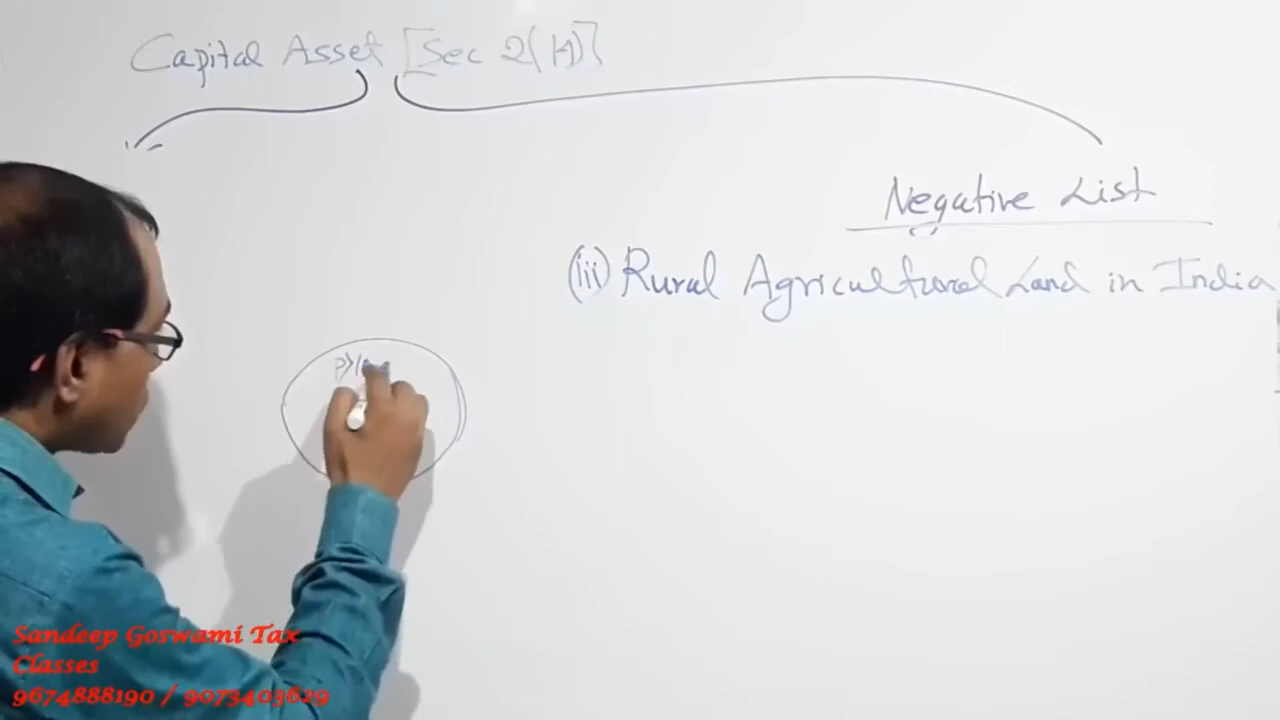 Capital Asset [Sec 2(14)]
Negative List
(iii) Rural Agricultural Land in India
Sandeep Goswami Tax
Classes
9674888190 / 9073403629